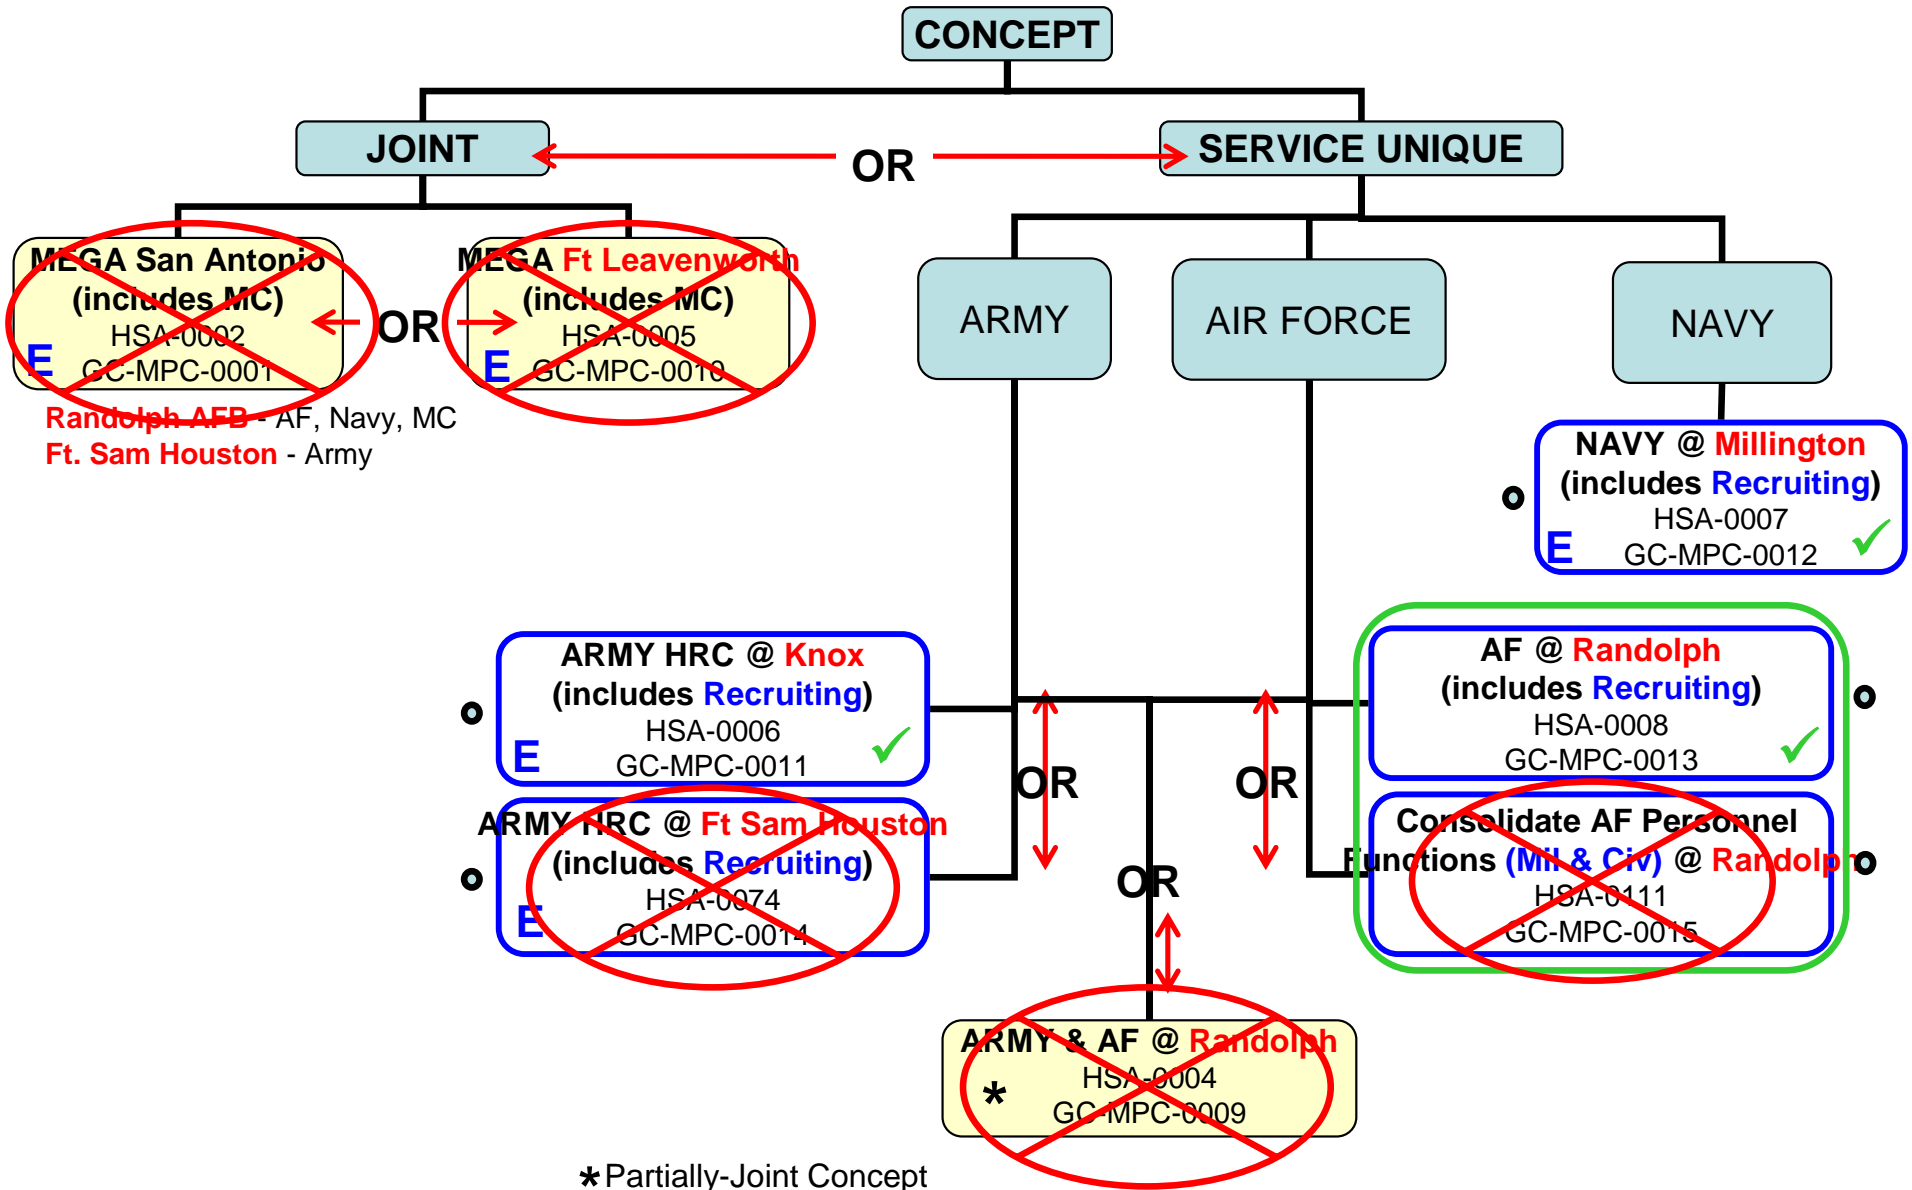 CONCEPT
JOINT
OR
SERVICE UNIQUE
MEGA San Antonio
(includes MC)
HSA-0002
E GC-MPC-0001
OR
MEGA Ft Leavenworth
(includes MC)
HSA-0005
E GC-MPC-0010
Randolph AFB - AF, Navy, MC
Ft. Sam Houston - Army
ARMY
AIR FORCE
NAVY
NAVY @ Millington
(includes Recruiting)
HSA-0007
E GC-MPC-0012
ARMY HRC @ Knox
(includes Recruiting)
HSA-0006
E GC-MPC-0011
ARMY HRC @ Ft Sam Houston
(includes Recruiting)
HSA-0074
E GC-MPC-0014
OR
OR
OR
AF @ Randolph
(includes Recruiting)
HSA-0008
GC-MPC-0013
Consolidate AF Personnel
Functions (Mil & Civ) @ Randolph
HSA-0111
GC-MPC-0015
ARMY & AF @ Randolph
HSA-0004
* GC-MPC-0009
*Partially-Joint Concept